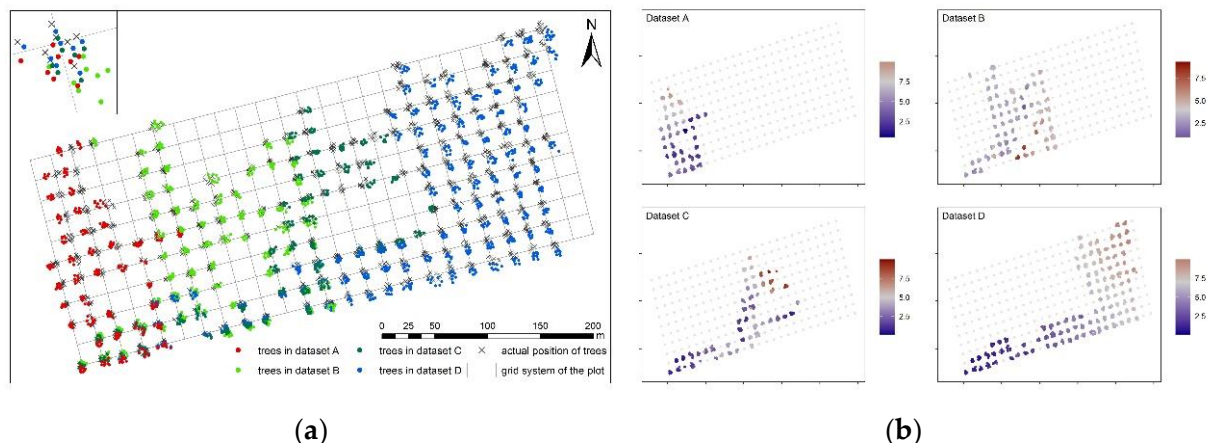 N
0 25 50 100 150 200
m
trees in dataset A
trees in dataset C
actual position of trees
trees in dataset B
trees in dataset D
grid system of the plot
(a)
Dataset A
7.5
5.0
2.5
Dataset B
7.5
5.0
2.5
Dataset C
7.5
5.0
2.5
Dataset D
7.5
5.0
2.5
(b)